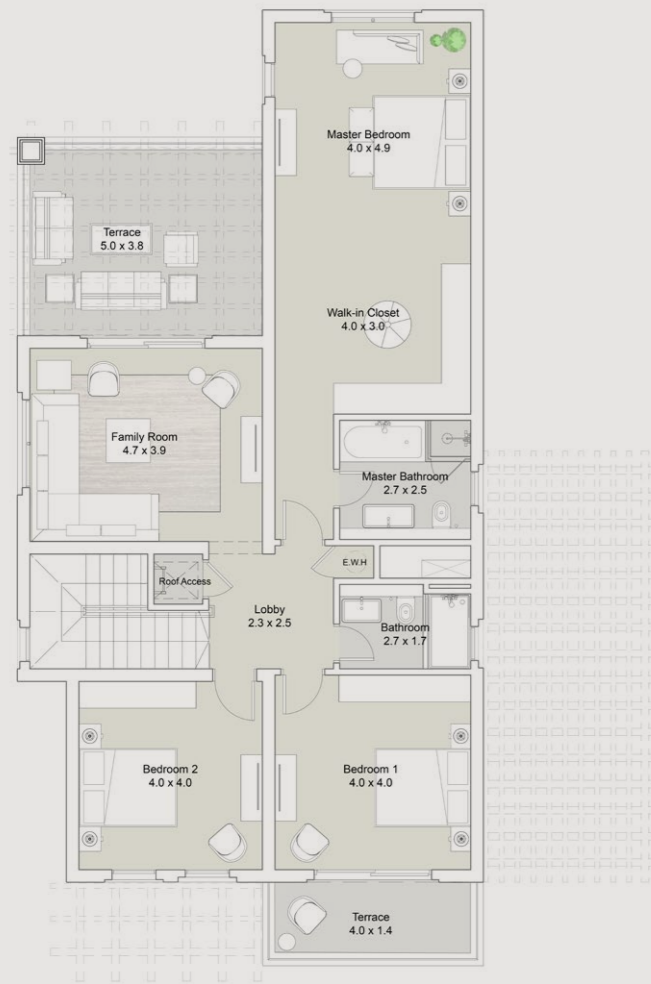 Master Bedroom
4.0 x 4.9
Terrace
5.0 x 3.8
Walk-in Closet
4.0 x 3.0
Family Room
4.7 x 3.9
Master Bathroom
2.7 x 2.5
E.W.H
Roof Access
Lobby
2.3 x 2.5
Bathroom
2.7 x 1.7
Bedroom 2
4.0 x 4.0
Bedroom 1
4.0 x 4.0
Terrace
4.0 x 1.4